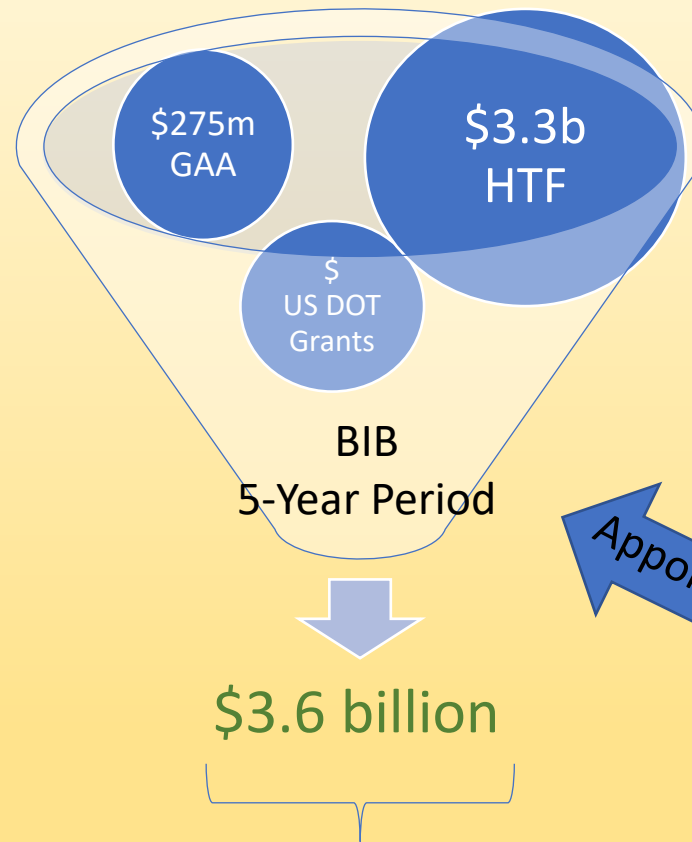 $275m
GAA
$3.3b
HTF
$
US DOT
Grants
BIB
5-Year Period
$3.6 billion